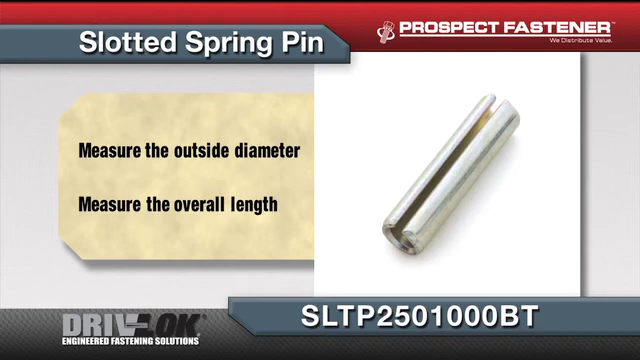 Slotted Spring Pin
PROSPECT FASTENER™
We Distribute Value.
Measure the outside diameter
Measure the overall length
SLTP2501000BT
DRIV-LOK®
ENGINEERED FASTENING SOLUTIONS